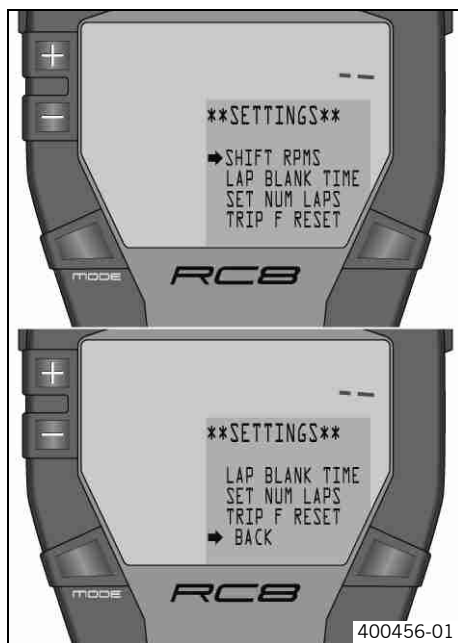 +
--
−
**SETTINGS**
➡SHIFT RPMS
LAP BLANK TIME
SET NUM LAPS
TRIP F RESET
MODE
RC8
+
--
−
**SETTINGS**
LAP BLANK TIME
SET NUM LAPS
TRIP F RESET
➡ BACK
MODE
RC8
400456-01